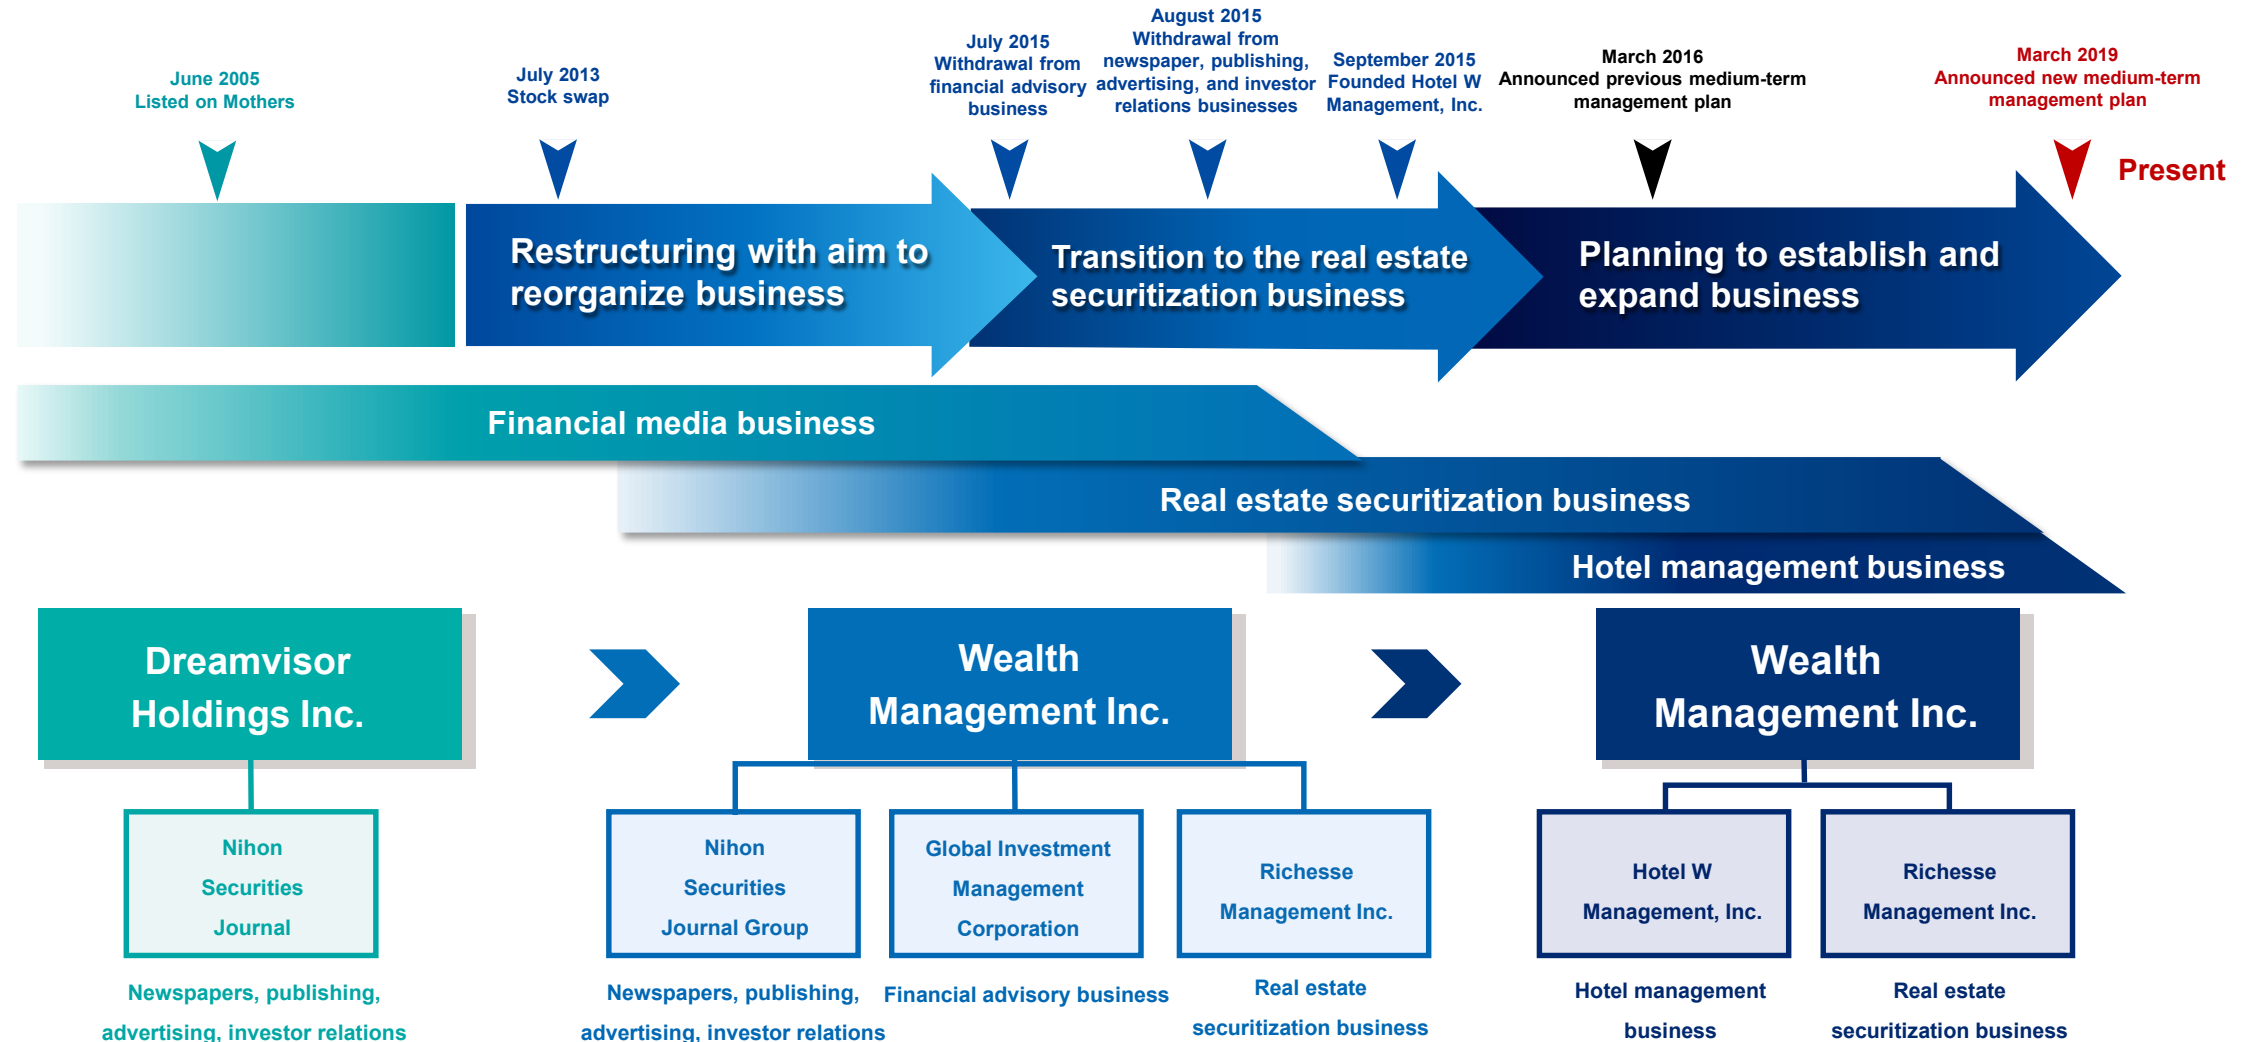 June 2005
Listed on Mothers
July 2013
Stock swap
July 2015
Withdrawal from
financial advisory
business
August 2015
Withdrawal from
newspaper, publishing,
advertising, and investor
relations businesses
September 2015
Founded Hotel W
Management, Inc.
March 2016
Announced previous medium-term
management plan
March 2019
Announced new medium-term
management plan
Present
Restructuring with aim to
reorganize business
Transition to the real estate
securitization business
Planning to establish and
expand business
Financial media business
Real estate securitization business
Hotel management business
Dreamvisor
Holdings Inc.
Wealth
Management Inc.
Wealth
Management Inc.
Nihon
Securities
Journal
Nihon
Securities
Journal Group
Global Investment
Management
Corporation
Richesse
Management Inc.
Hotel W
Management, Inc.
Richesse
Management Inc.
Newspapers, publishing,
advertising, investor relations
Newspapers, publishing,
advertising, investor relations
Financial advisory business
Real estate
securitization business
Hotel management
business
Real estate
securitization business